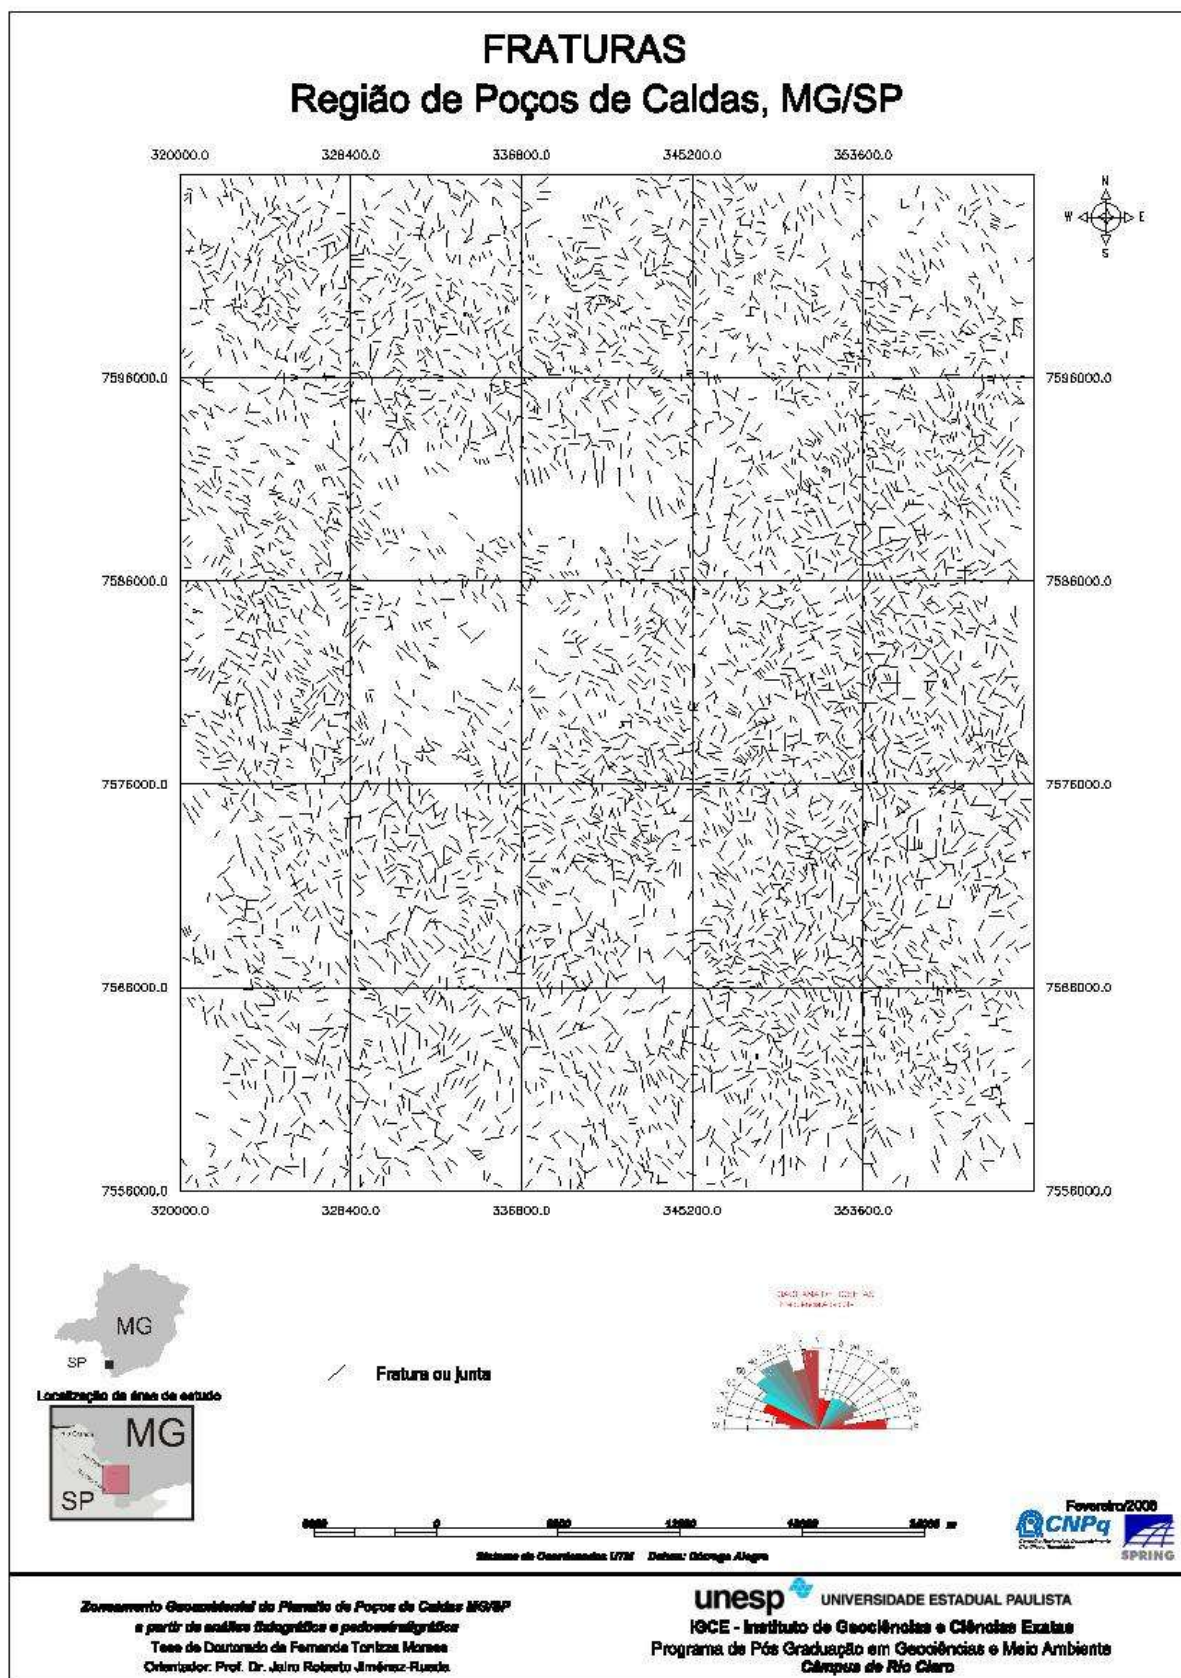 FRATURAS
Região de Poços de Caldas, MG/SP
320000.0 328400.0 336800.0 345200.0 353600.0
N
W E
S
7596000.0 7596000.0
7586000.0 7586000.0
7576000.0 7576000.0
7566000.0 7566000.0
7556000.0 7556000.0
320000.0 328400.0 336800.0 345200.0 353600.0
MG
SP
Fratura ou junta
Localização da área de estudo
MG
SP
Fevereiro/2008
CNPq
SPRING
Sistema de Coordenadas UTM Datum: Córrego Alegre
Zoneamento Geoambiental do Planalto de Poços de Caldas MG/SP
a partir de análise fisiográfica e pedoestratigráfica
Tese de Doutorado de Fernanda Tonizza Moraes
Orientador: Prof. Dr. Jairo Roberto Jiménez-Rueda
unesp UNIVERSIDADE ESTADUAL PAULISTA
IGCE - Instituto de Geociências e Ciências Exatas
Programa de Pós Graduação em Geociências e Meio Ambiente
Câmpus de Rio Claro